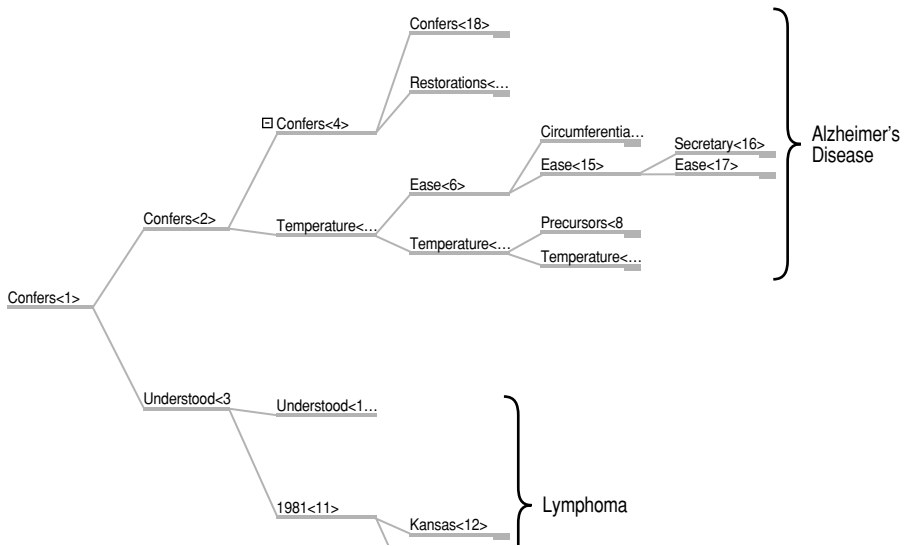 Confers<18>
Restorations<...
Confers<4>
Alzheimer's
Disease
Circumferentia...
Secretary<16>
Ease<15>
Ease<17>
Ease<6>
Confers<2>
Temperature<...
Precursors<8
Temperature<...
Temperature<...
Confers<1>
Understood<3
Understood<1...
Lymphoma
1981<11>
Kansas<12>